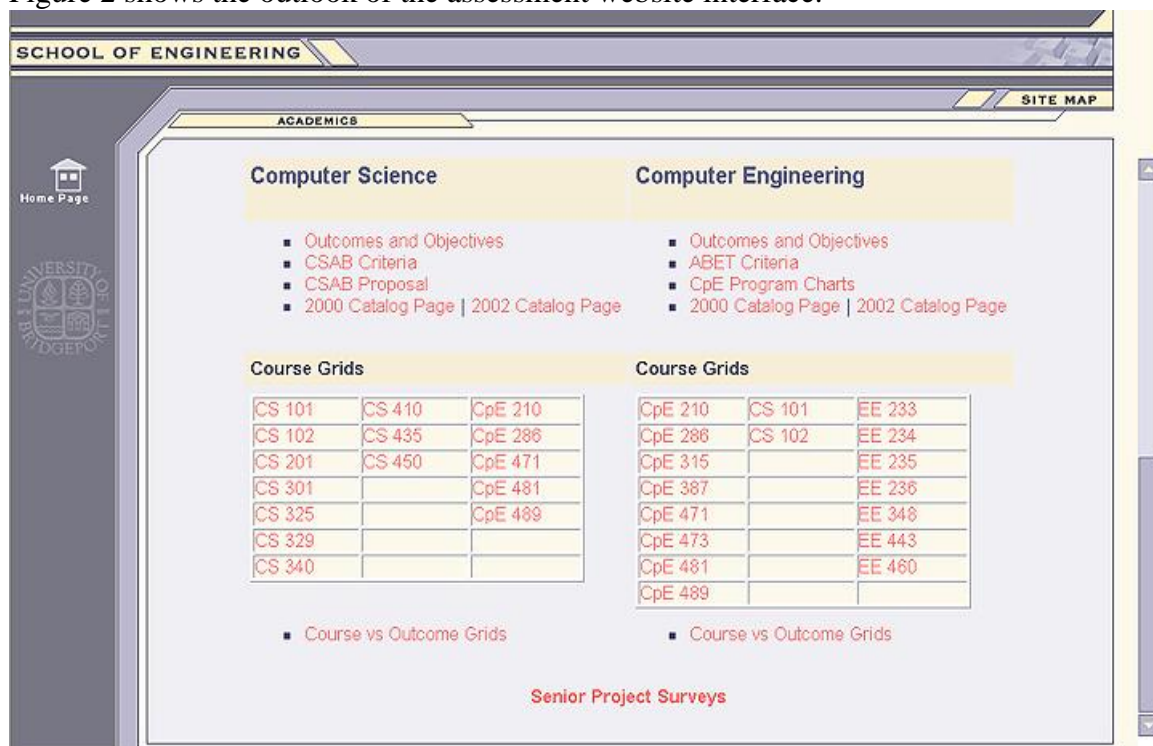 Figure 2 shows the outlook of the assessment website interface.
SCHOOL OF ENGINEERING
SITE MAP
ACADEMICS
Home Page
UNIVERSITY OF BRIDGEPORT
Computer Science
Outcomes and Objectives
CSAB Criteria
CSAB Proposal
2000 Catalog Page | 2002 Catalog Page
Course Grids
CS 101 CS 410 CpE 210
CS 102 CS 435 CpE 286
CS 201 CS 450 CpE 471
CS 301 CpE 481
CS 325 CpE 489
CS 329
CS 340
Course vs Outcome Grids
Computer Engineering
Outcomes and Objectives
ABET Criteria
CpE Program Charts
2000 Catalog Page | 2002 Catalog Page
Course Grids
CpE 210 CS 101 EE 233
CpE 286 CS 102 EE 234
CpE 315 EE 235
CpE 387 EE 236
CpE 471 EE 348
CpE 473 EE 443
CpE 481 EE 460
CpE 489
Course vs Outcome Grids
Senior Project Surveys